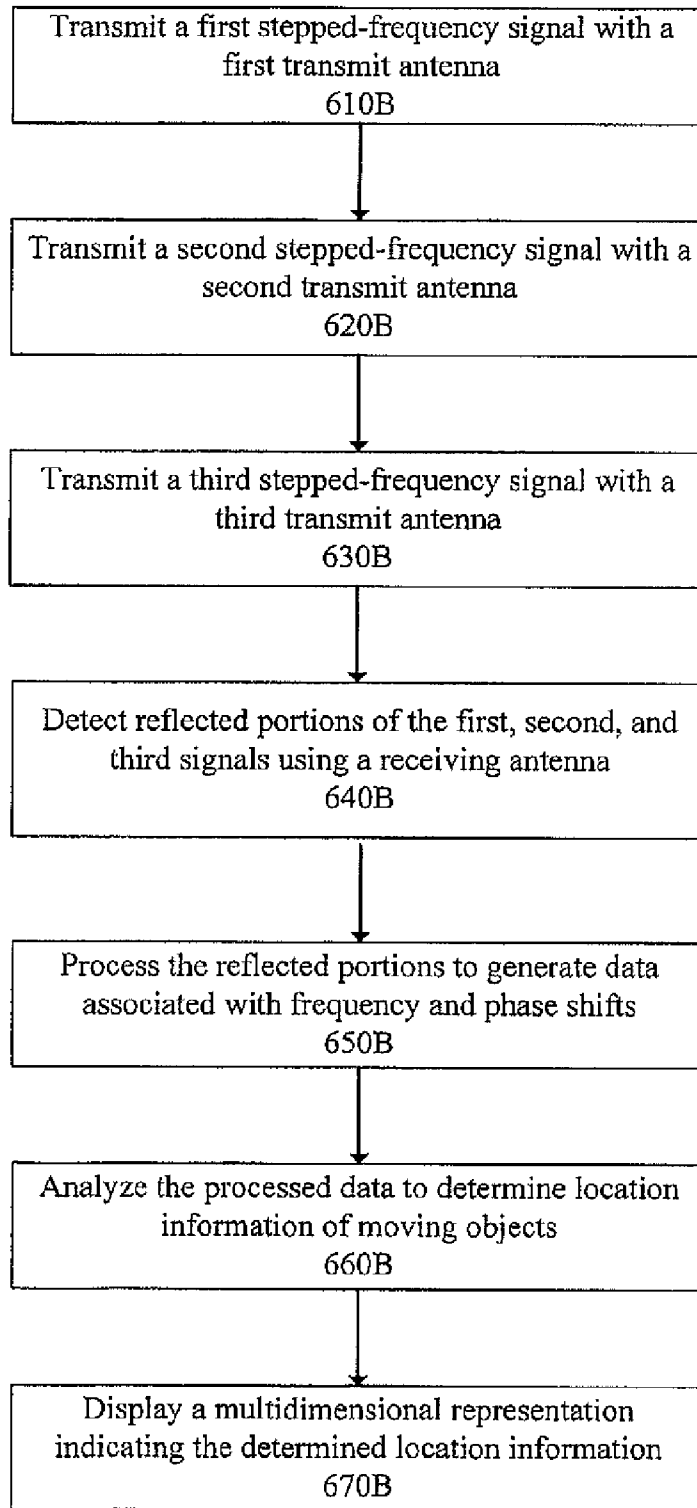 Transmit a first stepped-frequency signal with a
first transmit antenna
610B
Transmit a second stepped-frequency signal with a
second transmit antenna
620B
Transmit a third stepped-frequency signal with a
third transmit antenna
630B
Detect reflected portions of the first, second, and
third signals using a receiving antenna
640B
Process the reflected portions to generate data
associated with frequency and phase shifts
650B
Analyze the processed data to determine location
information of moving objects
660B
Display a multidimensional representation
indicating the determined location information
670B